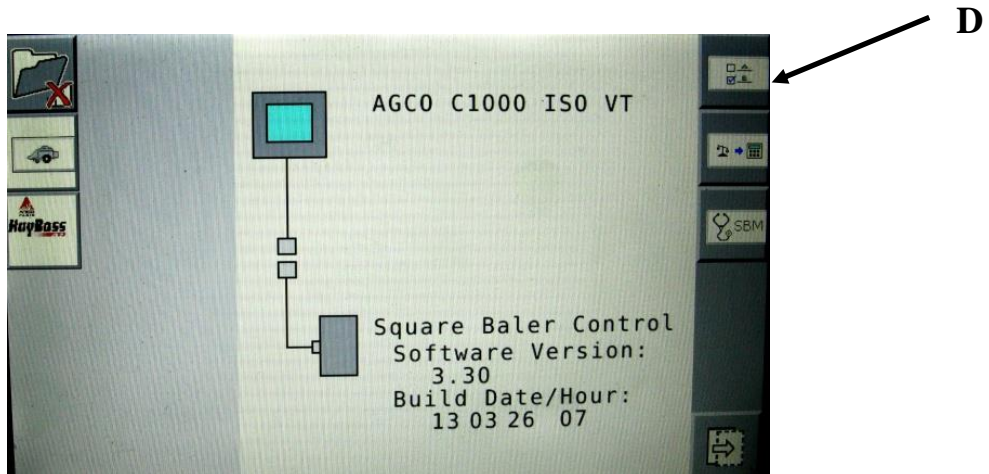 D
AGCO C1000 ISO VT
HayBoss
SBM
Square Baler Control
Software Version:
3.30
Build Date/Hour:
13 03 26 07